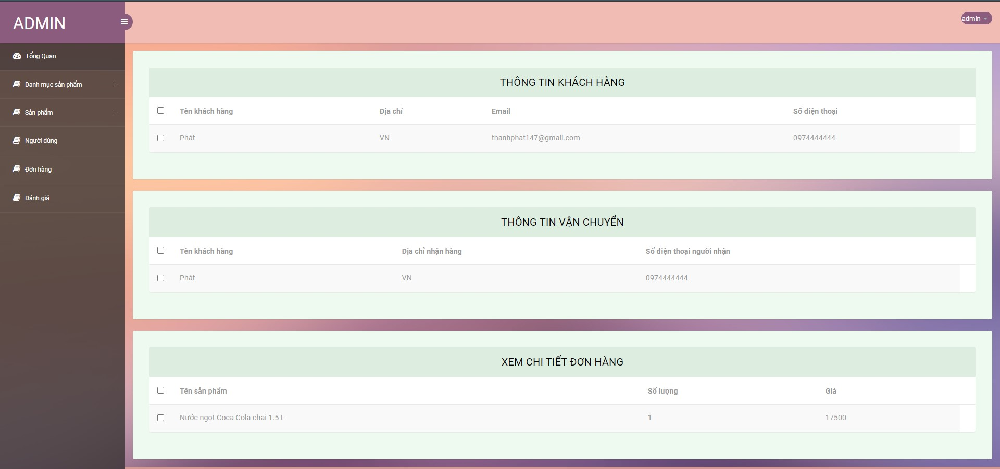 ADMIN
admin
Tổng Quan
Danh mục sản phẩm
Sản phẩm
Người dùng
Đơn hàng
Đánh giá
THÔNG TIN KHÁCH HÀNG
Tên khách hàng Địa chỉ Email Số điện thoại
Phát VN thanhphat147@gmail.com 0974444444
THÔNG TIN VẬN CHUYỂN
Tên khách hàng Địa chỉ nhận hàng Số điện thoại người nhận
Phát VN 0974444444
XEM CHI TIẾT ĐƠN HÀNG
Tên sản phẩm Số lượng Giá
Nước ngọt Coca Cola chai 1.5 L 1 17500